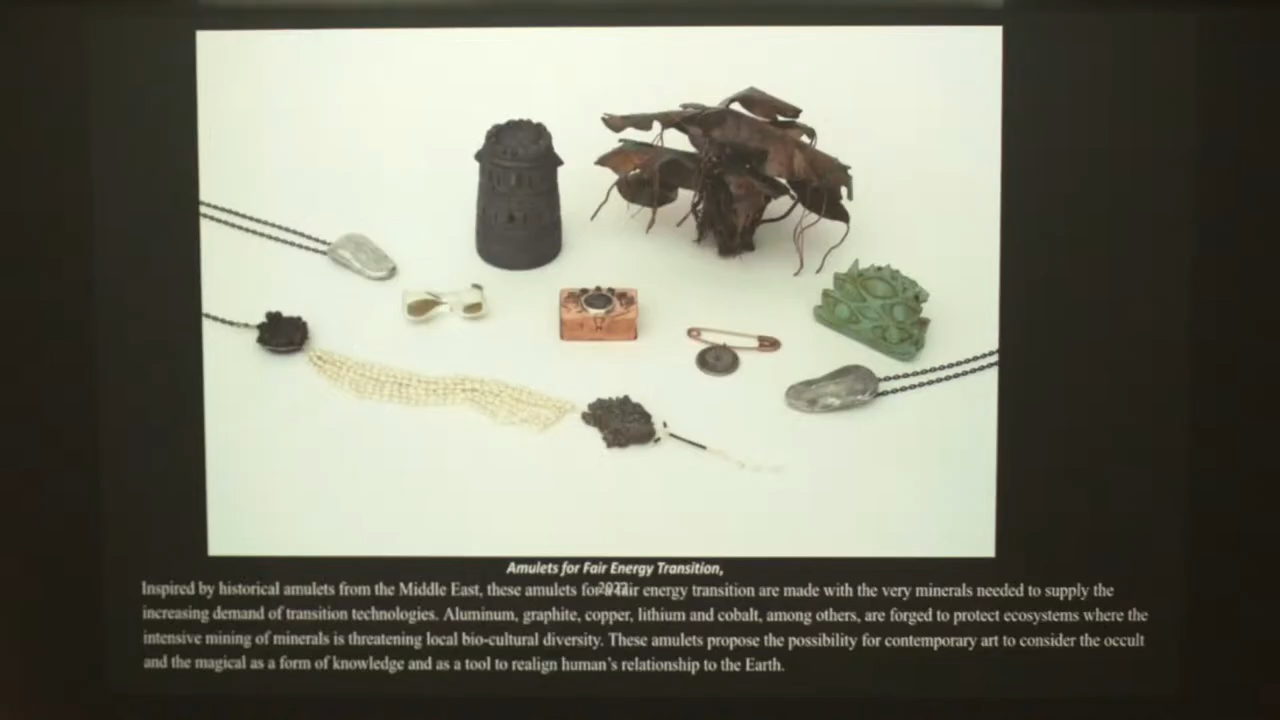 Amulets for Fair Energy Transition,
2022
Inspired by historical amulets from the Middle East, these amulets for fair energy transition are made with the very minerals needed to supply the
increasing demand of transition technologies. Aluminum, graphite, copper, lithium and cobalt, among others, are forged to protect ecosystems where the
intensive mining of minerals is threatening local bio-cultural diversity. These amulets propose the possibility for contemporary art to consider the occult
and the magical as a form of knowledge and as a tool to realign human’s relationship to the Earth.